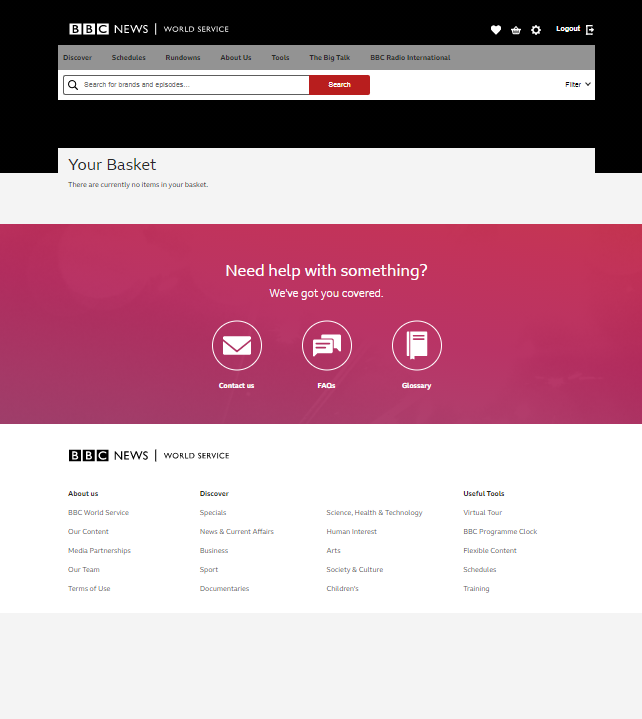 BBC NEWS | WORLD SERVICE
Logout
Discover Schedules Rundowns About Us Tools The Big Talk BBC Radio International
Search for brands and episodes... Search Filter
Your Basket
There are currently no items in your basket.
Need help with something?
We've got you covered.
Contact us FAQs Glossary
BBC NEWS | WORLD SERVICE
About us Discover Useful Tools
BBC World Service Specials Science, Health & Technology Virtual Tour
Our Content News & Current Affairs Human Interest BBC Programme Clock
Media Partnerships Business Arts Flexible Content
Our Team Sport Society & Culture Schedules
Terms of Use Documentaries Children's Training